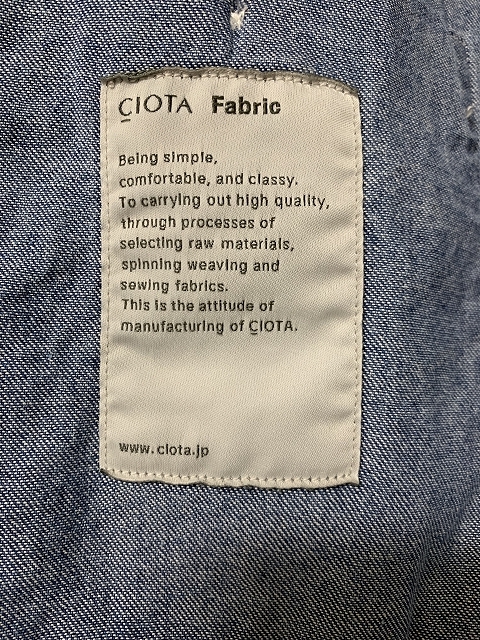 CIOTA Fabric
Being simple,
comfortable, and classy.
To carrying out high quality,
through processes of
selecting raw materials,
spinning weaving and
sewing fabrics.
This is the attitude of
manufacturing of CIOTA.
www.ciota.jp